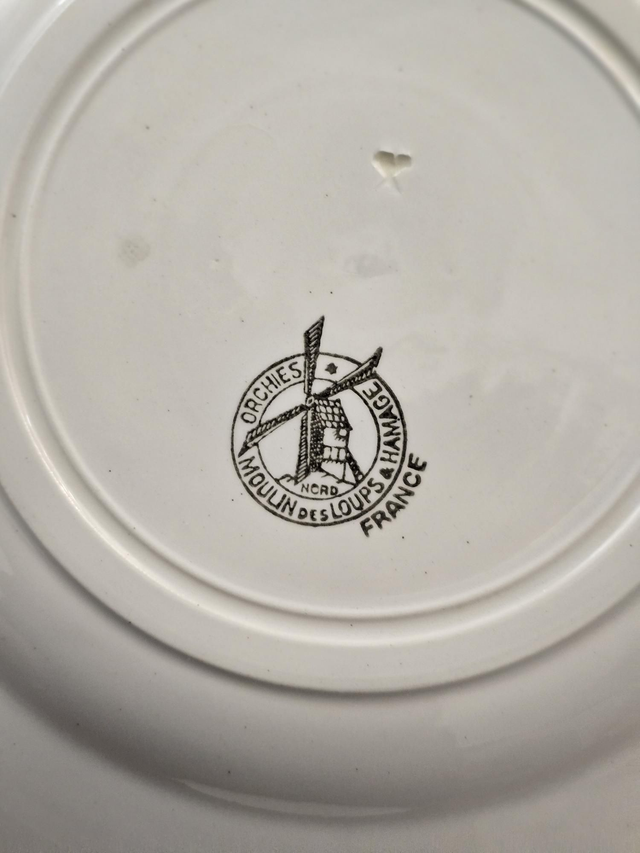 ORCHIES
MOULIN DES LOUPS & HAMAGE
NORD
FRANCE